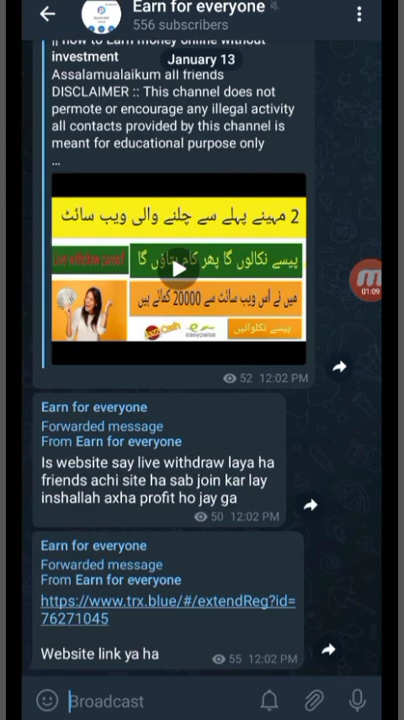 Earn for everyone
556 subscribers
|| how to Earn money online without
investment
January 13
Assalamualaikum all friends
DISCLAIMER :: This channel does not
permote or encourage any illegal activity
all contacts provided by this channel is
meant for educational purpose only
...
2 مہینے پہلے سے چلنے والی ویب سائٹ
Live withdraw paroof
پیسے نکالوں گا پھر کام بتاؤں گا
میں نے اس ویب سائٹ سے 20000 کمائے ہیں
JazzCash
easypaisa
پیسے نکلوائیں
01:09
52 12:02 PM
Earn for everyone
Forwarded message
From Earn for everyone
Is website say live withdraw laya ha
friends achi site ha sab join kar lay
inshallah axha profit ho jay ga
50 12:02 PM
Earn for everyone
Forwarded message
From Earn for everyone
https://www.trx.blue/#/extendReg?id=
76271045
Website link ya ha
55 12:02 PM
Broadcast